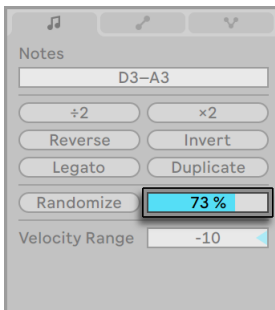 Notes
D3–A3
÷2 ×2
Reverse Invert
Legato Duplicate
Randomize 73 %
Velocity Range -10